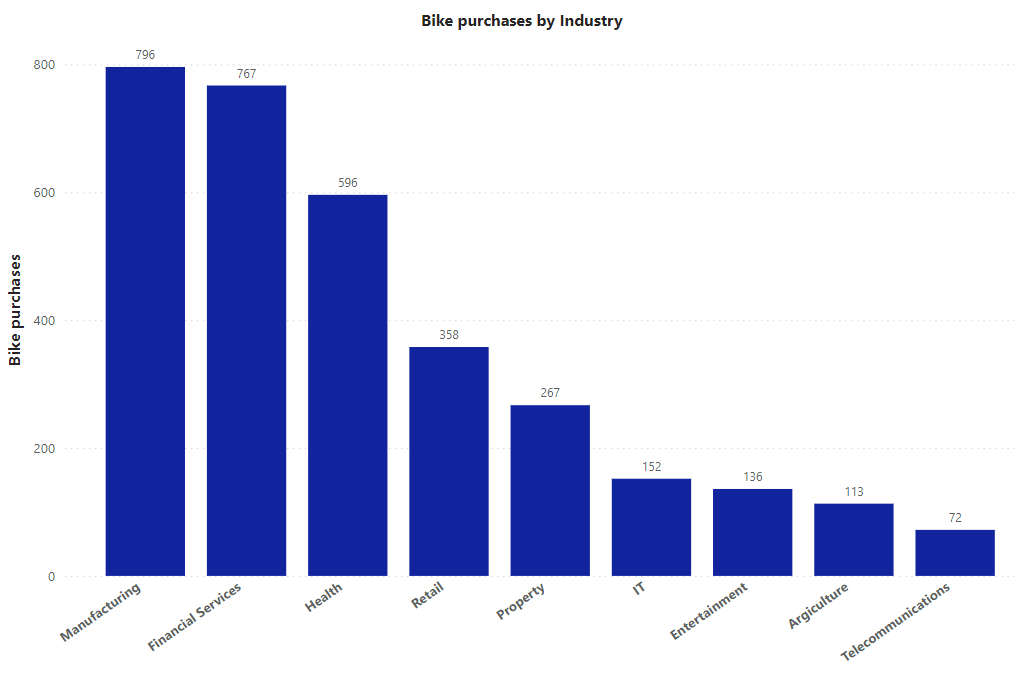 Bike purchases by Industry
Bike purchases
800
600
400
200
0
796
767
596
358
267
152
136
113
72
Manufacturing
Financial Services
Health
Retail
Property
IT
Entertainment
Argiculture
Telecommunications